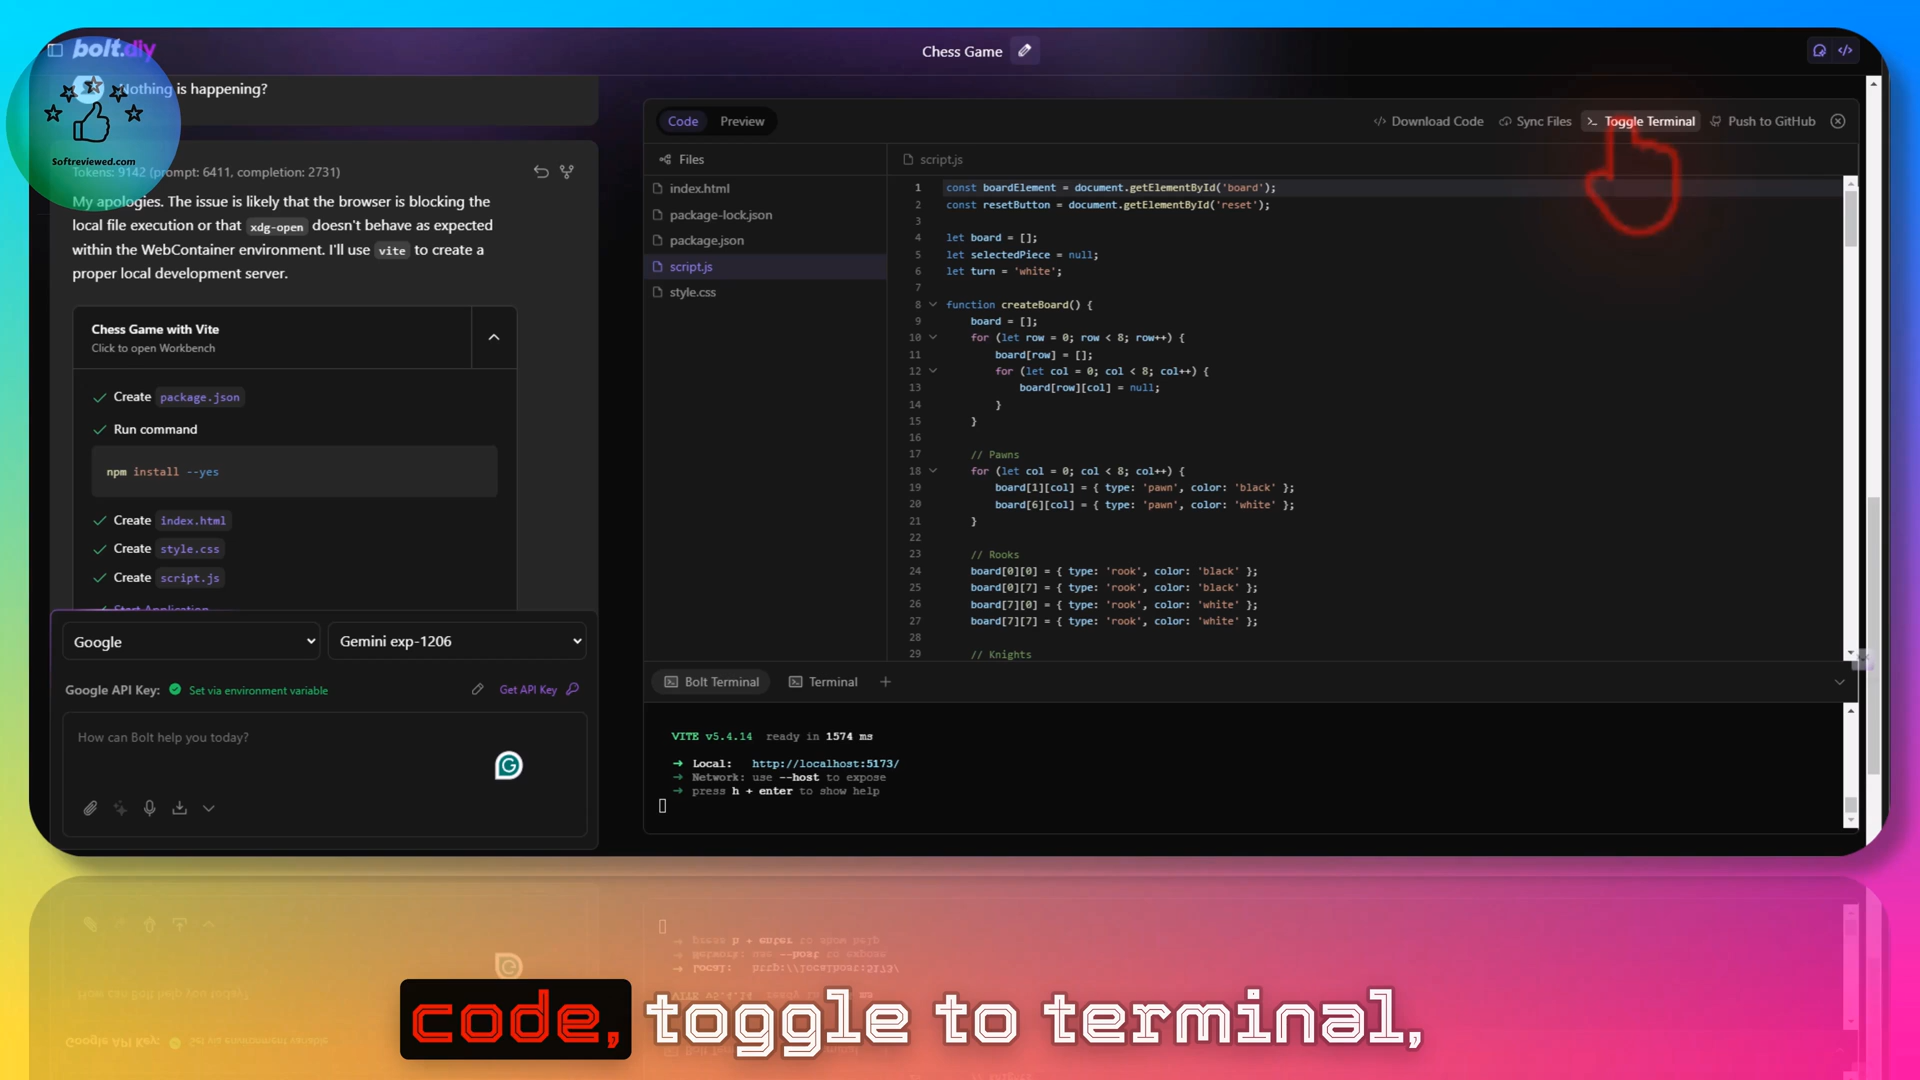 bolt.diy
Chess Game
Nothing is happening?
Softreviewed.com
Tokens: 9142 (prompt: 6411, completion: 2731)
My apologies. The issue is likely that the browser is blocking the
local file execution or that xdg-open doesn't behave as expected
within the WebContainer environment. I'll use vite to create a
proper local development server.
Chess Game with Vite
Click to open Workbench
Create package.json
Run command
npm install --yes
Create index.html
Create style.css
Create script.js
Start Application
Google
Gemini exp-1206
Google API Key: Set via environment variable
Get API Key
How can Bolt help you today?
Code
Preview
Download Code
Sync Files
Toggle Terminal
Push to GitHub
Files
index.html
package-lock.json
package.json
script.js
style.css
script.js
1 const boardElement = document.getElementById('board');
2 const resetButton = document.getElementById('reset');
3
4 let board = [];
5 let selectedPiece = null;
6 let turn = 'white';
7
8 function createBoard() {
9 board = [];
10 for (let row = 0; row < 8; row++) {
11 board[row] = [];
12 for (let col = 0; col < 8; col++) {
13 board[row][col] = null;
14 }
15 }
16
17 // Pawns
18 for (let col = 0; col < 8; col++) {
19 board[1][col] = { type: 'pawn', color: 'black' };
20 board[6][col] = { type: 'pawn', color: 'white' };
21 }
22
23 // Rooks
24 board[0][0] = { type: 'rook', color: 'black' };
25 board[0][7] = { type: 'rook', color: 'black' };
26 board[7][0] = { type: 'rook', color: 'white' };
27 board[7][7] = { type: 'rook', color: 'white' };
28
29 // Knights
Bolt Terminal
Terminal
VITE v5.4.14 ready in 1574 ms
➜ Local: http://localhost:5173/
➜ Network: use --host to expose
➜ press h + enter to show help
code, toggle to terminal,